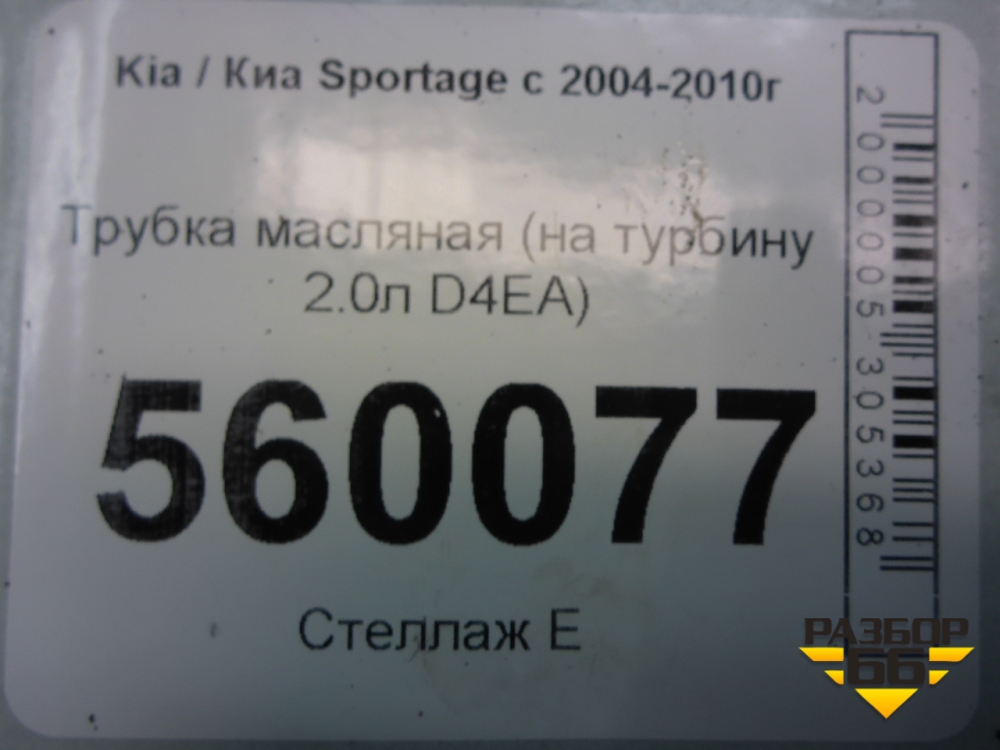 Kia / Киа Sportage с 2004-2010г
Трубка масляная (на турбину
2.0л D4EA)
560077
Стеллаж Е
2000005305368
РАЗБОР
66